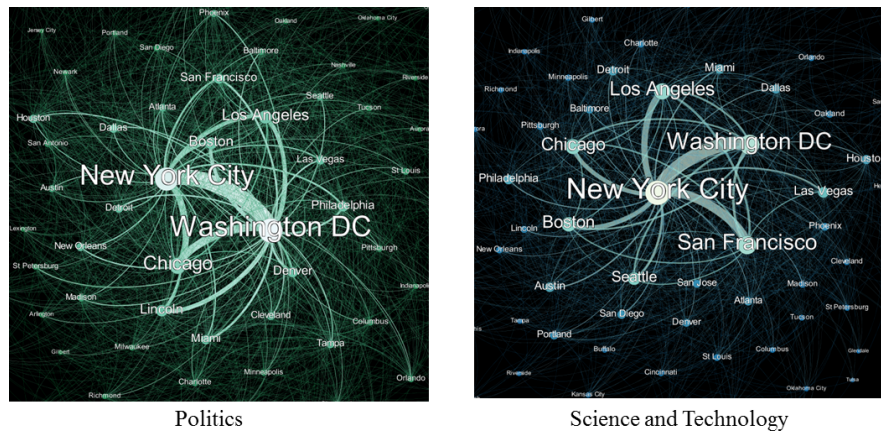 Phoenix
Oakland
Oklahoma City
Jersey City
Portland
San Diego
Baltimore
Nashville
Newark
San Francisco
Riverside
Seattle
Atlanta
Tucson
Houston
Los Angeles
Dallas
Aurora
San Antonio
Boston
Las Vegas
St Louis
New York City
Austin
Philadelphia
Detroit
Lexington
Washington DC
New Orleans
Pittsburgh
St Petersburg
Chicago
Denver
Indianapolis
Madison
Lincoln
Arlington
Cleveland
Columbus
Miami
Tampa
Gilbert
Milwaukee
Minneapolis
Charlotte
Orlando
Richmond
Politics
Gilbert
Charlotte
Indianapolis
Orlando
Minneapolis
Detroit
Miami
Richmond
Los Angeles
Dallas
Baltimore
Oakland
Pittsburgh
Chicago
Washington DC
Houston
Philadelphia
New York City
Las Vegas
Lincoln
Boston
Phoenix
New Orleans
San Francisco
Cleveland
Seattle
Austin
San Jose
Madison
Atlanta
St Petersburg
San Diego
Tucson
Tampa
Denver
Portland
Buffalo
St Louis
Columbus
Glendale
Riverside
Cincinnati
Tulsa
Kansas City
Oklahoma City
Science and Technology